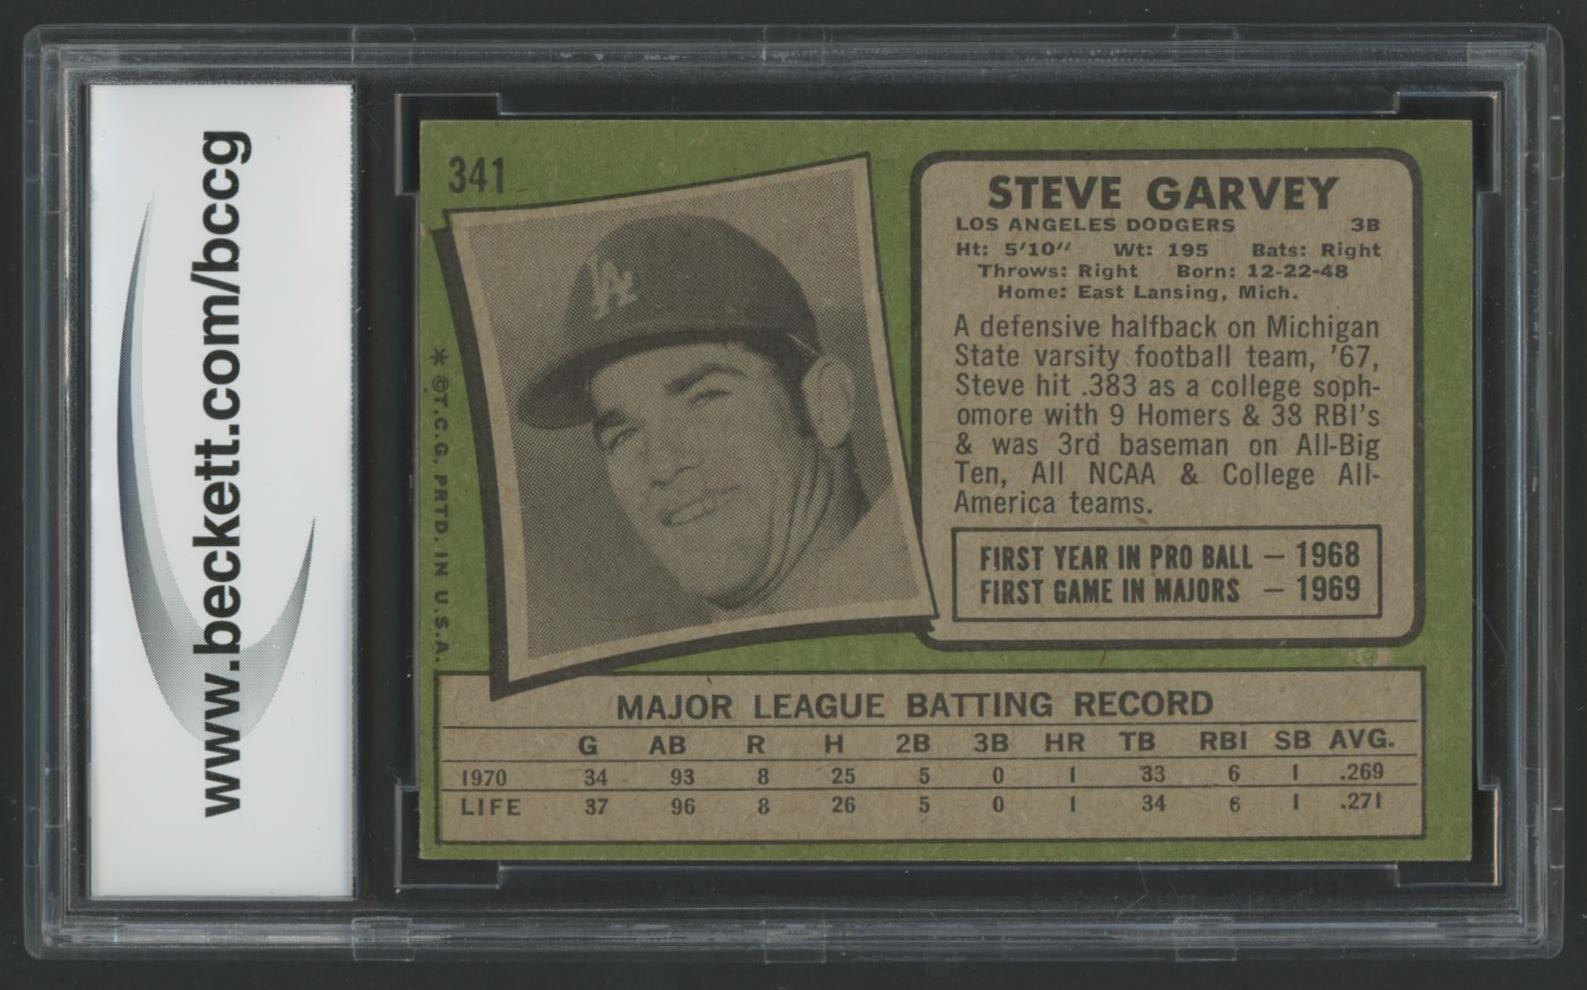 www.beckett.com/bccg
341
* ©T.C.G. PRTD. IN U.S.A.
STEVE GARVEY
LOS ANGELES DODGERS 3B
Ht: 5'10" Wt: 195 Bats: Right
Throws: Right Born: 12-22-48
Home: East Lansing, Mich.
A defensive halfback on Michigan
State varsity football team, '67,
Steve hit .383 as a college soph-
omore with 9 Homers & 38 RBI's
& was 3rd baseman on All-Big
Ten, All NCAA & College All-
America teams.
FIRST YEAR IN PRO BALL — 1968
FIRST GAME IN MAJORS — 1969
MAJOR LEAGUE BATTING RECORD
G AB R H 2B 3B HR TB RBI SB AVG.
1970 34 93 8 25 5 0 1 33 6 1 .269
LIFE 37 96 8 26 5 0 1 34 6 1 .271
LA